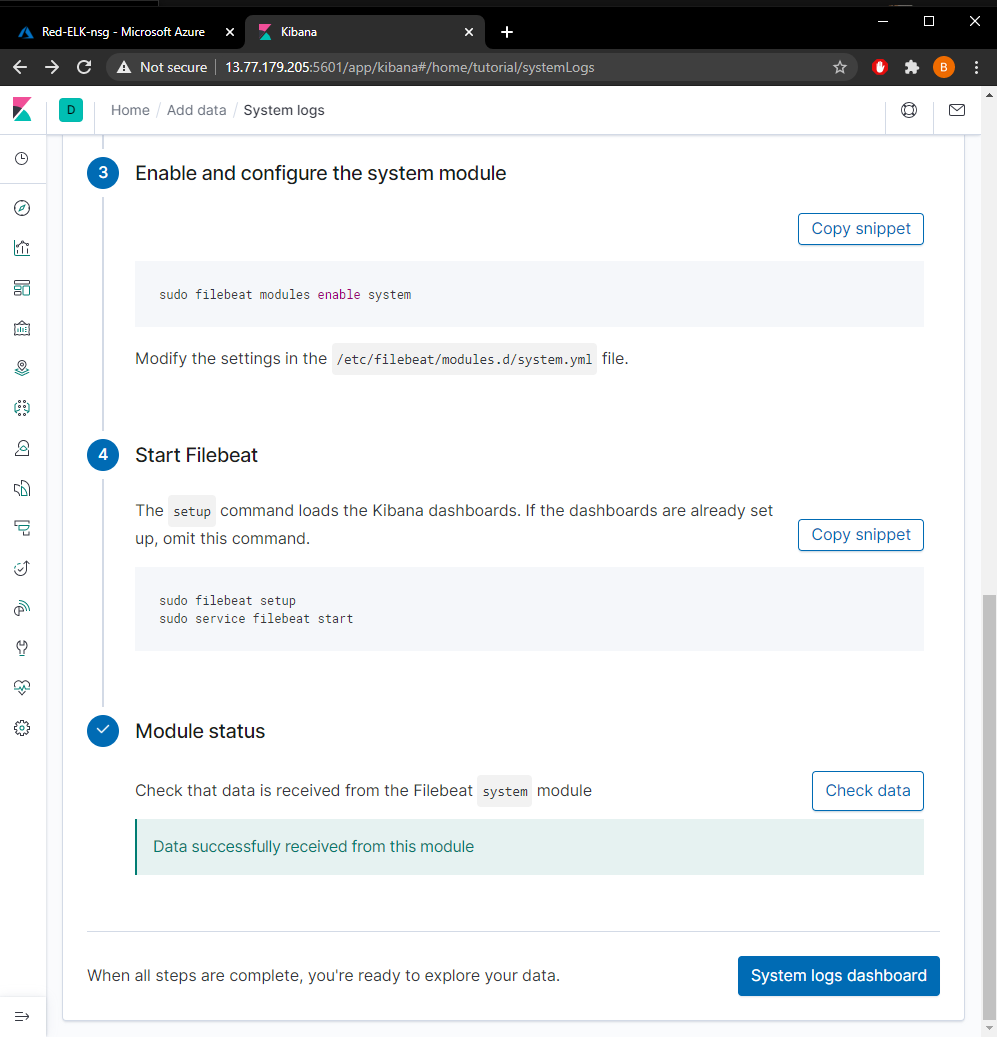 Red-ELK-nsg - Microsoft Azure
Kibana
Not secure
13.77.179.205:5601/app/kibana#/home/tutorial/systemLogs
B
D
Home / Add data / System logs
3
Enable and configure the system module
Copy snippet
sudo filebeat modules enable system
Modify the settings in the /etc/filebeat/modules.d/system.yml file.
4
Start Filebeat
The setup command loads the Kibana dashboards. If the dashboards are already set
up, omit this command.
Copy snippet
sudo filebeat setup
sudo service filebeat start
Module status
Check that data is received from the Filebeat system module
Check data
Data successfully received from this module
When all steps are complete, you're ready to explore your data.
System logs dashboard